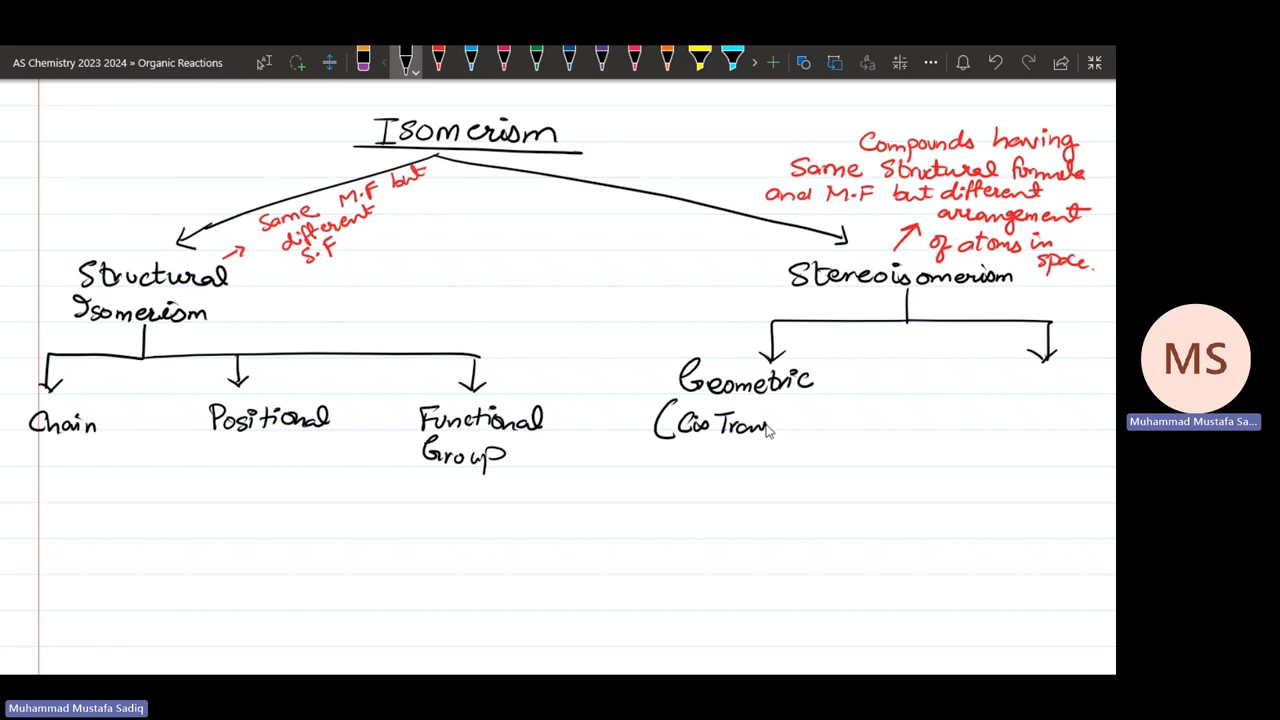 AS Chemistry 2023 2024 » Organic Reactions
Isomerism
Same M.F but
different
S.F
Compounds having
Same Structural formula
and M.F but different
arrangement
of atoms in
space.
Structural
Isomerism
Stereoisomerism
Chain
Positional
Functional
Group
Geometric
(Cis Trans
MS
Muhammad Mustafa Sa...
Muhammad Mustafa Sadiq